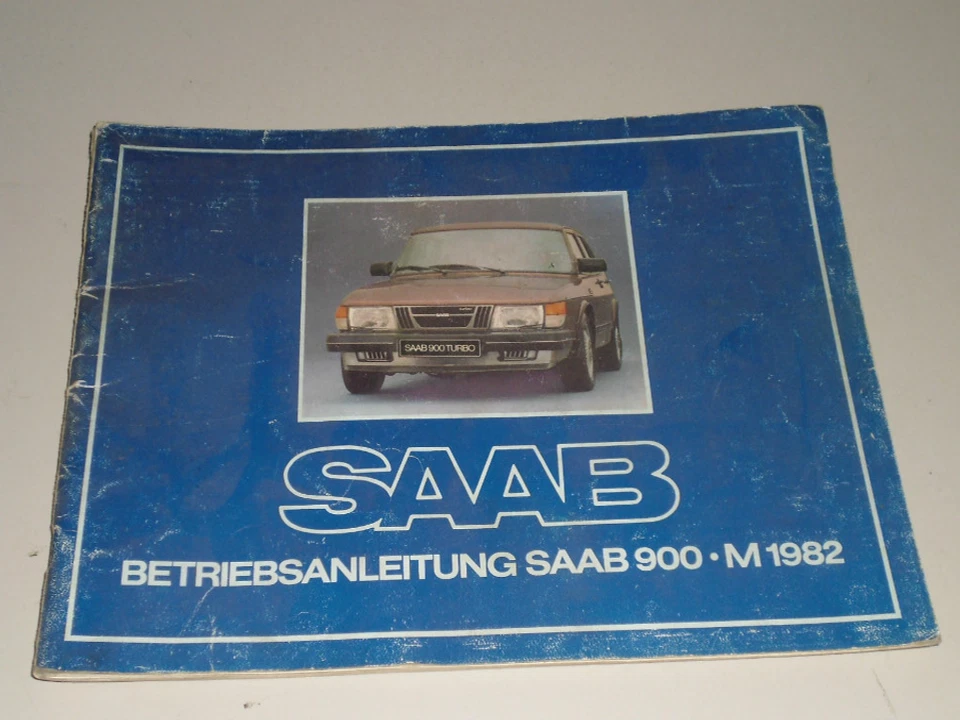 SAAB 900 TURBO
SAAB
BETRIEBSANLEITUNG SAAB 900 • M 1982